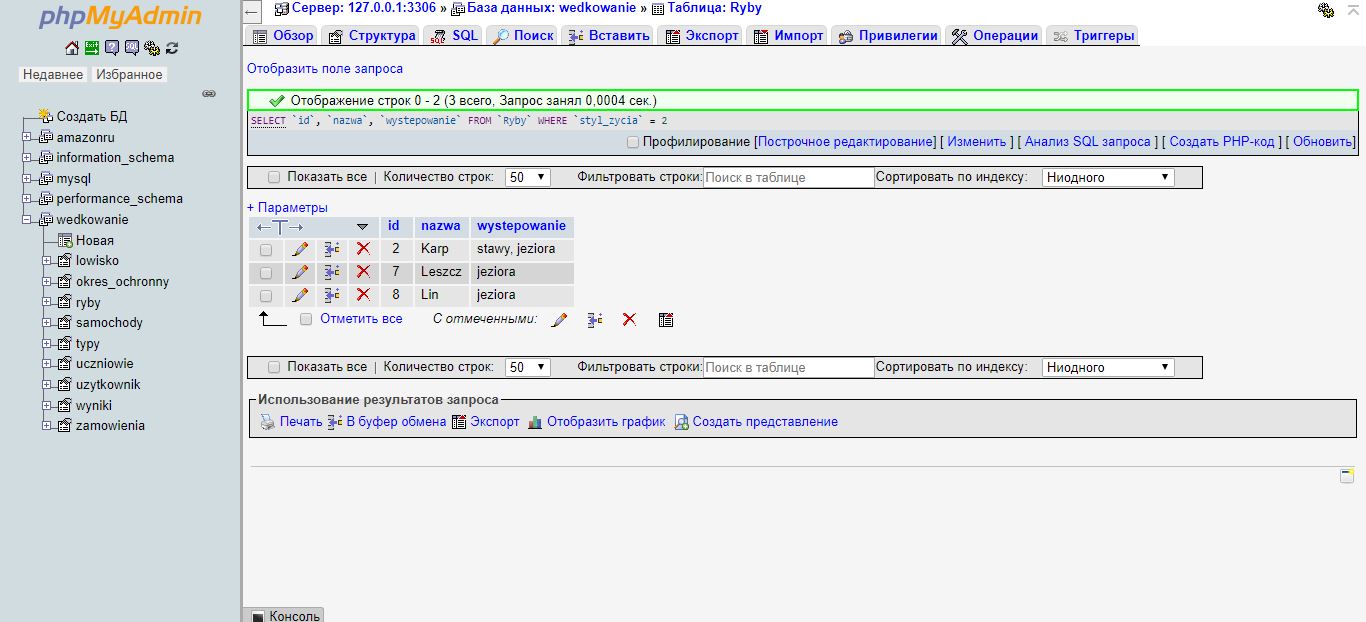 phpMyAdmin
Недавнее Избранное
Создать БД
amazonru
information_schema
mysql
performance_schema
wedkowanie
Новая
lowisko
okres_ochronny
ryby
samochody
typy
uczniowie
uzytkownik
wyniki
zamowienia
Сервер: 127.0.0.1:3306 » База данных: wedkowanie » Таблица: Ryby
Обзор Структура SQL Поиск Вставить Экспорт Импорт Привилегии Операции Триггеры
Отобразить поле запроса
Отображение строк 0 - 2 (3 всего, Запрос занял 0,0004 сек.)
SELECT `id`, `nazwa`, `wystepowanie` FROM `Ryby` WHERE `styl_zycia` = 2
Профилирование [Построчное редактирование] [ Изменить ] [ Анализ SQL запроса ] [ Создать PHP-код ] [ Обновить]
Показать все | Количество строк: 50 Фильтровать строки: Поиск в таблице Сортировать по индексу: Ниодного
+ Параметры
←T→ id nazwa wystepowanie
2 Karp stawy, jeziora
7 Leszcz jeziora
8 Lin jeziora
Отметить все С отмеченными:
Показать все | Количество строк: 50 Фильтровать строки: Поиск в таблице Сортировать по индексу: Ниодного
Использование результатов запроса
Печать В буфер обмена Экспорт Отобразить график Создать представление
Консоль